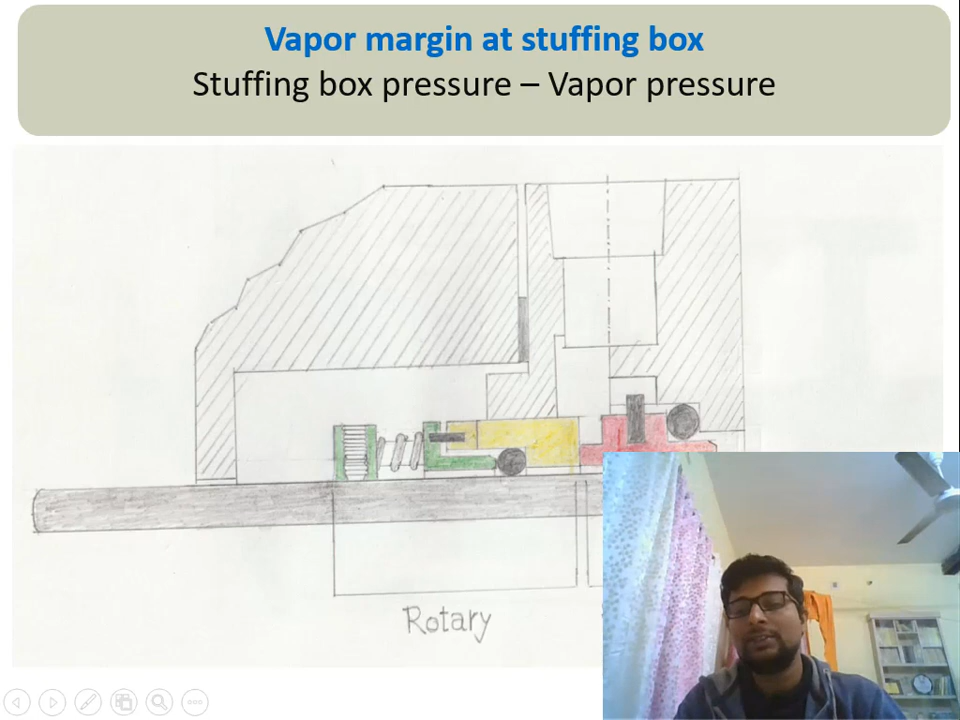 Vapor margin at stuffing box
Stuffing box pressure – Vapor pressure
Rotary